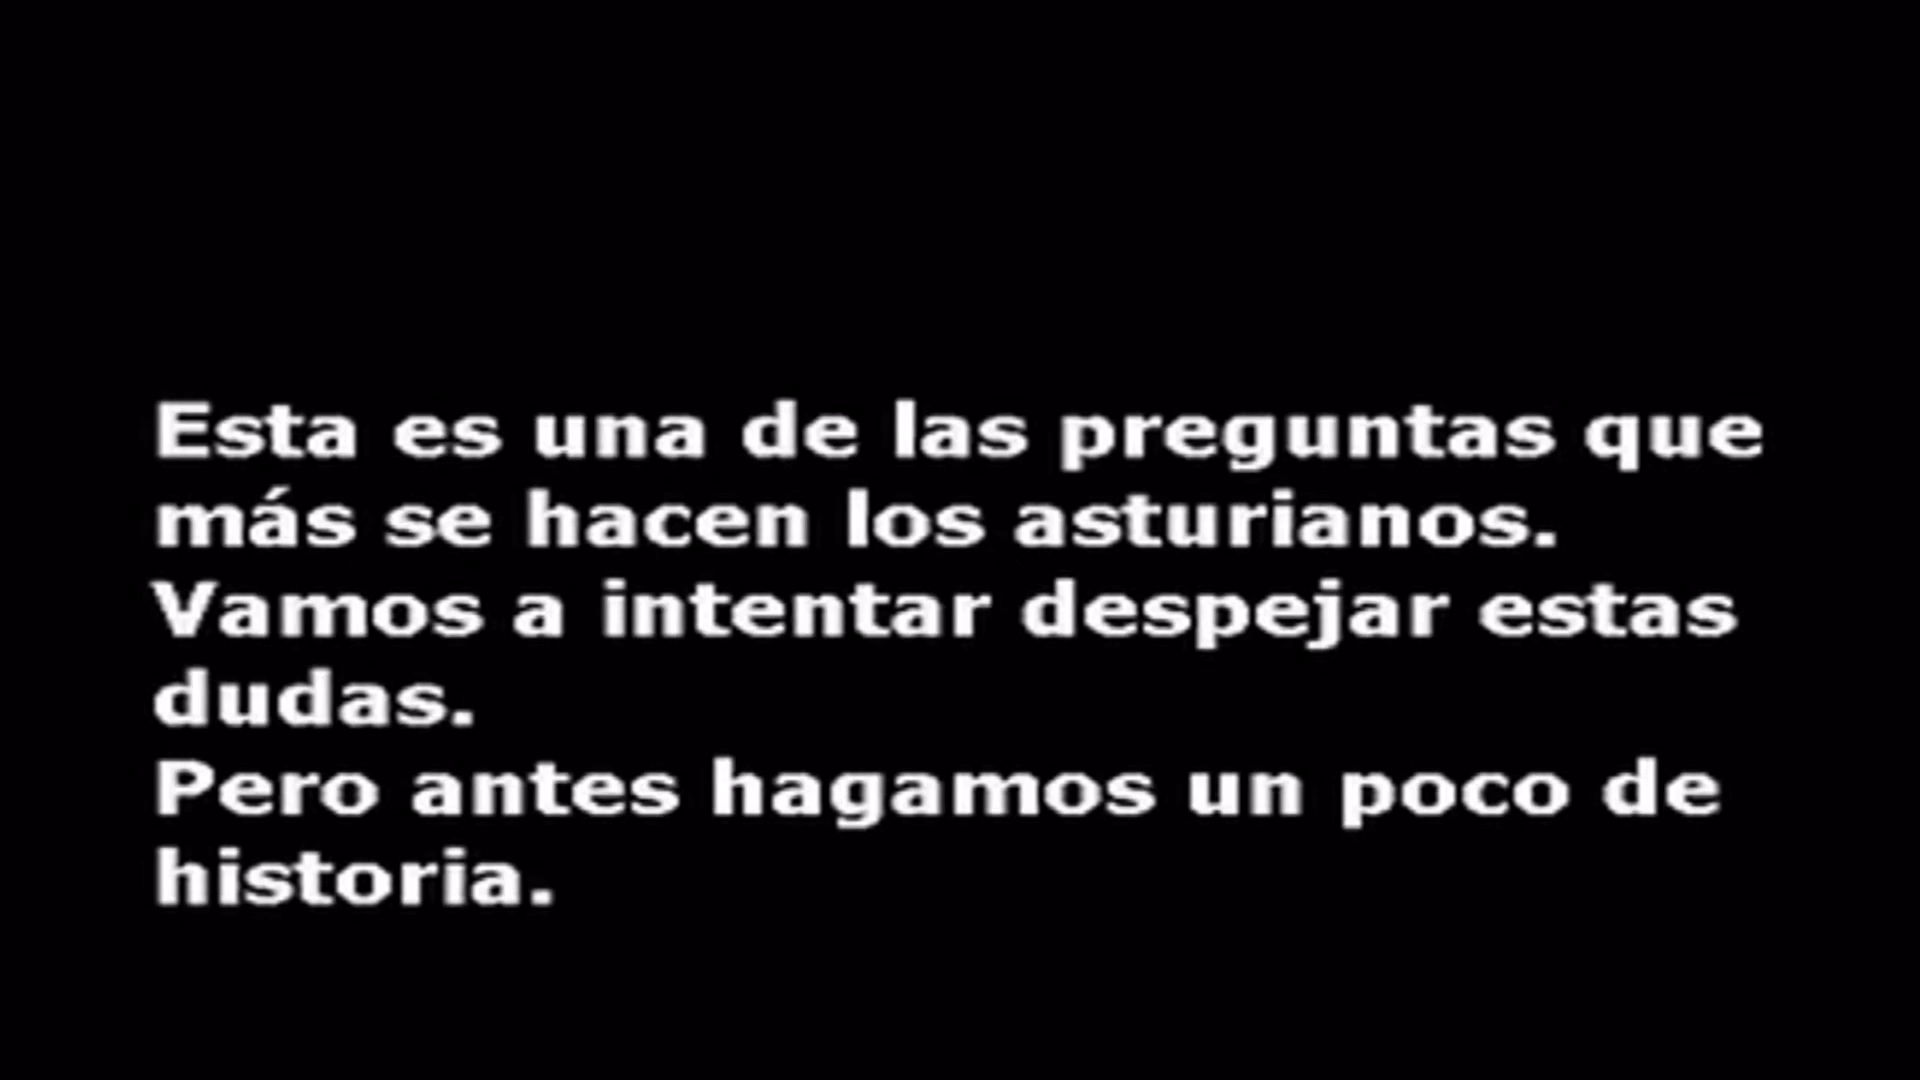 Esta es una de las preguntas que
más se hacen los asturianos.
Vamos a intentar despejar estas
dudas.
Pero antes hagamos un poco de
historia.